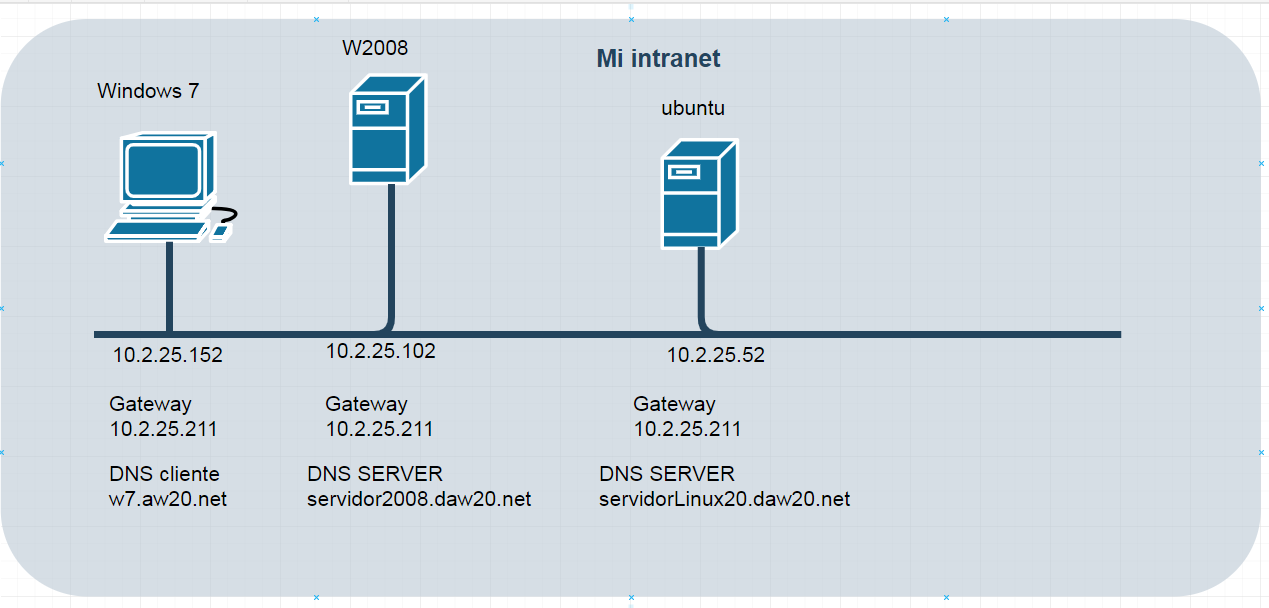 Mi intranet
W2008
Windows 7
ubuntu
10.2.25.152
10.2.25.102
10.2.25.52
Gateway
10.2.25.211
Gateway
10.2.25.211
Gateway
10.2.25.211
DNS cliente
w7.aw20.net
DNS SERVER
servidor2008.daw20.net
DNS SERVER
servidorLinux20.daw20.net